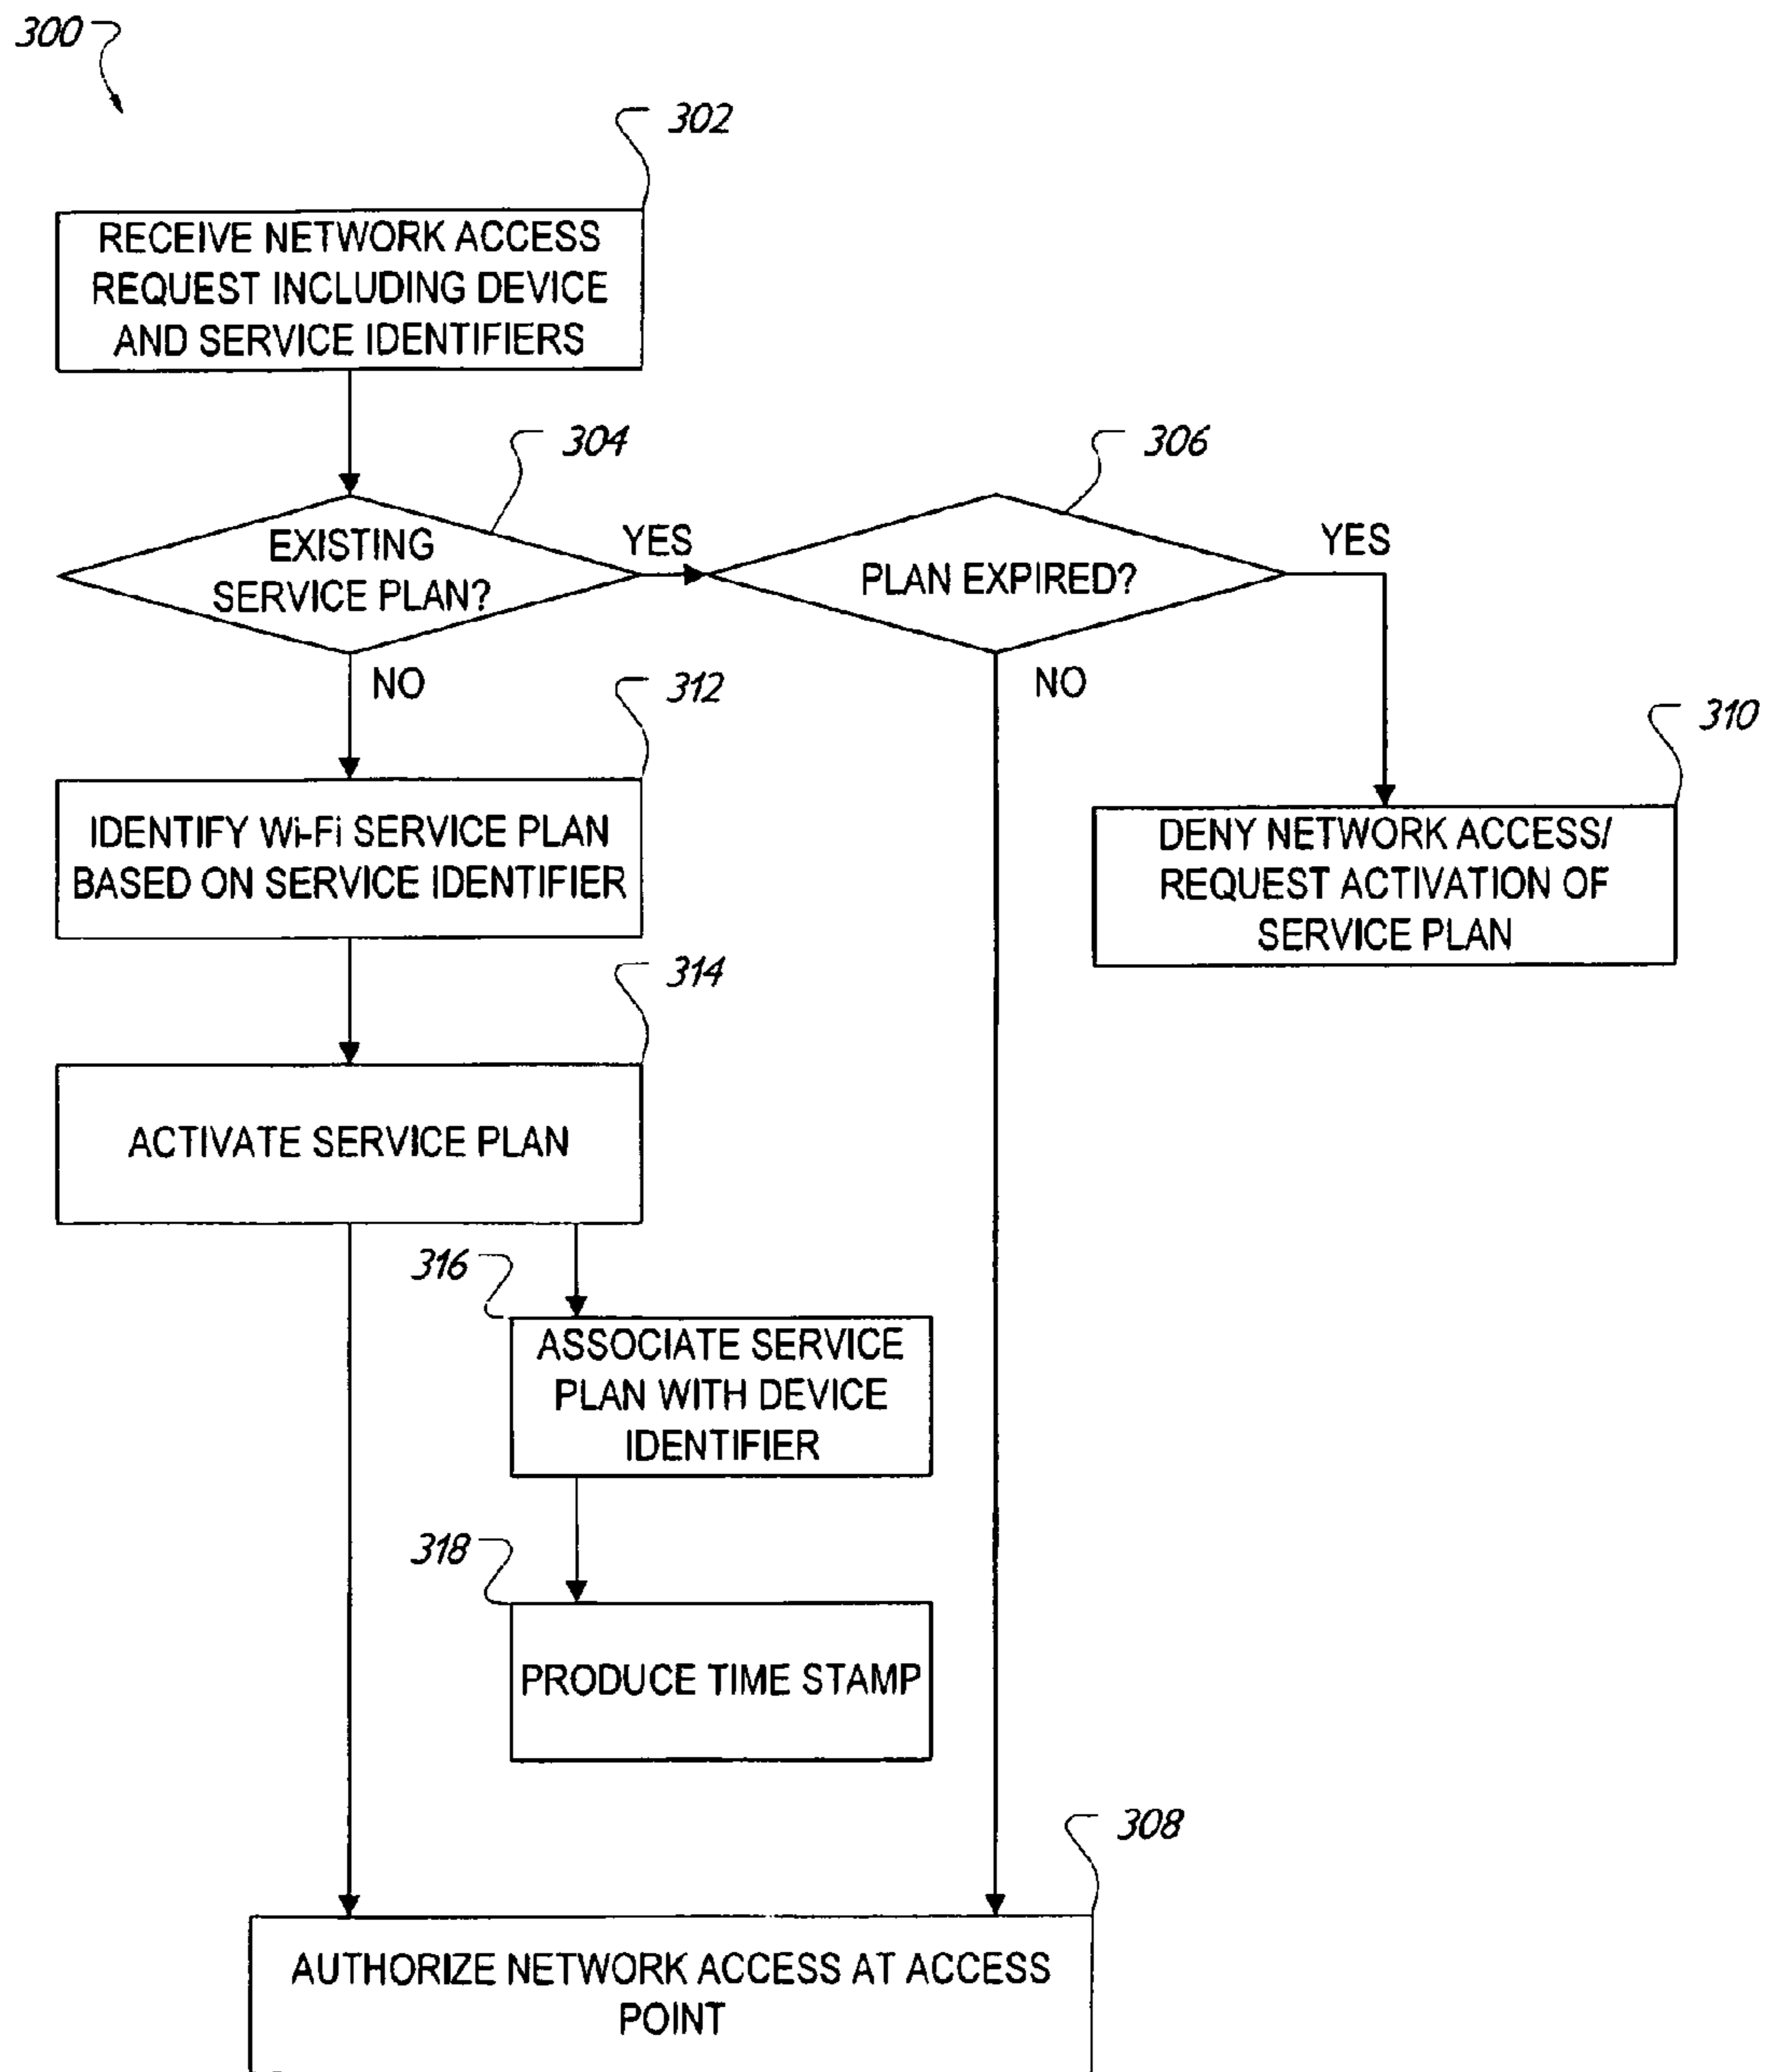 300
302
RECEIVE NETWORK ACCESS
REQUEST INCLUDING DEVICE
AND SERVICE IDENTIFIERS
304
306
EXISTING
SERVICE PLAN?
YES
PLAN EXPIRED?
YES
NO
NO
312
310
IDENTIFY Wi-Fi SERVICE PLAN
BASED ON SERVICE IDENTIFIER
DENY NETWORK ACCESS/
REQUEST ACTIVATION OF
SERVICE PLAN
314
ACTIVATE SERVICE PLAN
316
ASSOCIATE SERVICE
PLAN WITH DEVICE
IDENTIFIER
318
PRODUCE TIME STAMP
308
AUTHORIZE NETWORK ACCESS AT ACCESS
POINT